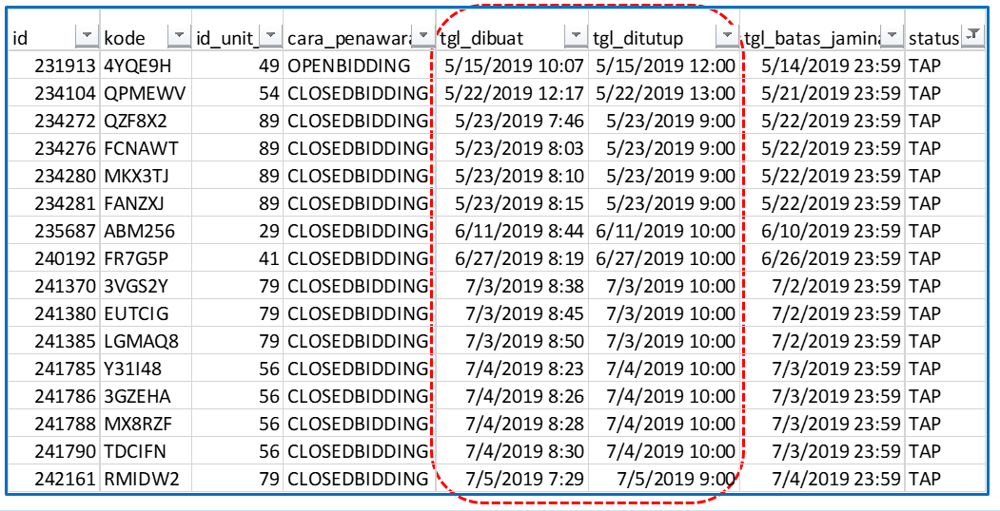 id kode id_unit_ cara_penawara tgl_dibuat tgl_ditutup tgl_batas_jamina status
231913 4YQE9H 49 OPENBIDDING 5/15/2019 10:07 5/15/2019 12:00 5/14/2019 23:59 TAP
234104 QPMEWV 54 CLOSEDBIDDING 5/22/2019 12:17 5/22/2019 13:00 5/21/2019 23:59 TAP
234272 QZF8X2 89 CLOSEDBIDDING 5/23/2019 7:46 5/23/2019 9:00 5/22/2019 23:59 TAP
234276 FCNAWT 89 CLOSEDBIDDING 5/23/2019 8:03 5/23/2019 9:00 5/22/2019 23:59 TAP
234280 MKX3TJ 89 CLOSEDBIDDING 5/23/2019 8:10 5/23/2019 9:00 5/22/2019 23:59 TAP
234281 FANZXJ 89 CLOSEDBIDDING 5/23/2019 8:15 5/23/2019 9:00 5/22/2019 23:59 TAP
235687 ABM256 29 CLOSEDBIDDING 6/11/2019 8:44 6/11/2019 10:00 6/10/2019 23:59 TAP
240192 FR7G5P 41 CLOSEDBIDDING 6/27/2019 8:19 6/27/2019 10:00 6/26/2019 23:59 TAP
241370 3VGS2Y 79 CLOSEDBIDDING 7/3/2019 8:38 7/3/2019 10:00 7/2/2019 23:59 TAP
241380 EUTCIG 79 CLOSEDBIDDING 7/3/2019 8:45 7/3/2019 10:00 7/2/2019 23:59 TAP
241385 LGMAQ8 79 CLOSEDBIDDING 7/3/2019 8:50 7/3/2019 10:00 7/2/2019 23:59 TAP
241785 Y31I48 56 CLOSEDBIDDING 7/4/2019 8:23 7/4/2019 10:00 7/3/2019 23:59 TAP
241786 3GZEHA 56 CLOSEDBIDDING 7/4/2019 8:26 7/4/2019 10:00 7/3/2019 23:59 TAP
241788 MX8RZF 56 CLOSEDBIDDING 7/4/2019 8:28 7/4/2019 10:00 7/3/2019 23:59 TAP
241790 TDCIFN 56 CLOSEDBIDDING 7/4/2019 8:30 7/4/2019 10:00 7/3/2019 23:59 TAP
242161 RMIDW2 79 CLOSEDBIDDING 7/5/2019 7:29 7/5/2019 9:00 7/4/2019 23:59 TAP